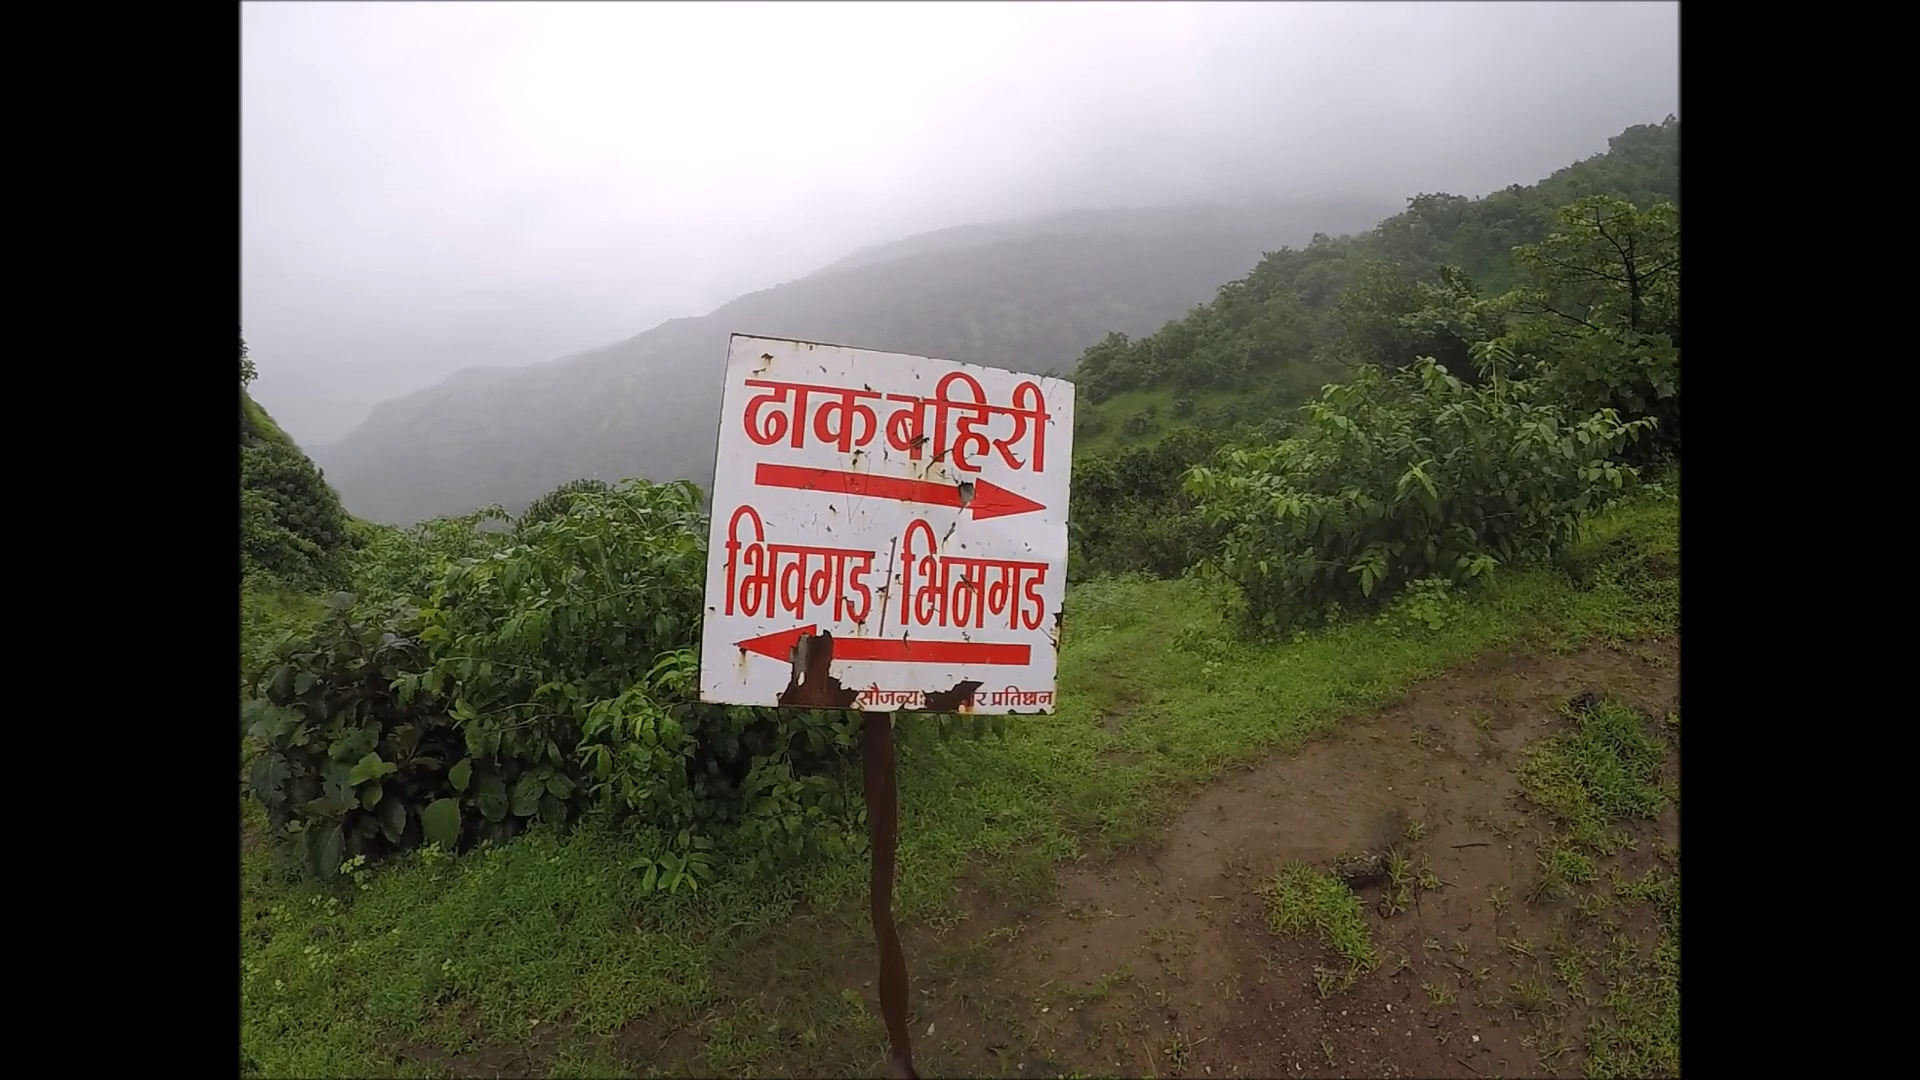 ढाकबहिरी
भिवगड/भिमगड
सौजन्य: प्रतिष्ठान